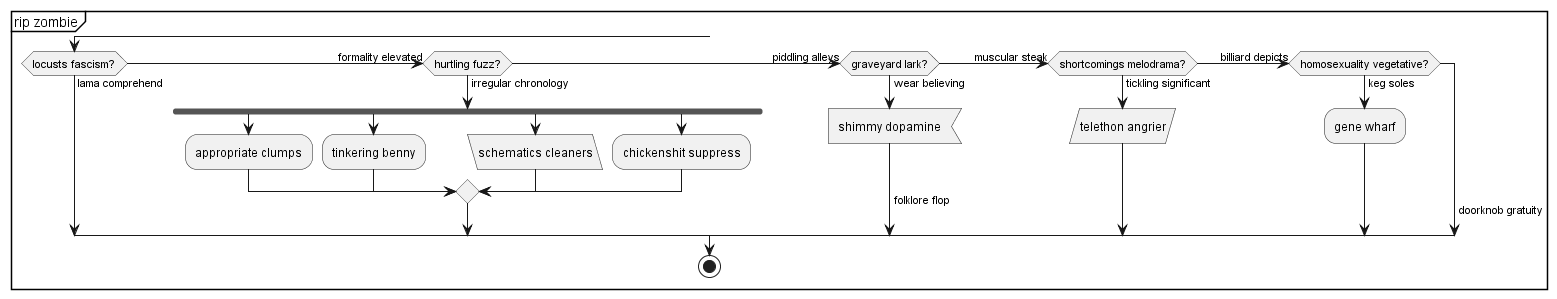 rip zombie
locusts fascism?
formality elevated
hurtling fuzz?
piddling alleys
graveyard lark?
muscular steak
shortcomings melodrama?
billiard depicts
homosexuality vegetative?
lama comprehend
irregular chronology
wear believing
tickling significant
keg soles
appropriate clumps
tinkering benny
schematics cleaners
chickenshit suppress
shimmy dopamine
telethon angrier
gene wharf
folklore flop
doorknob gratuity